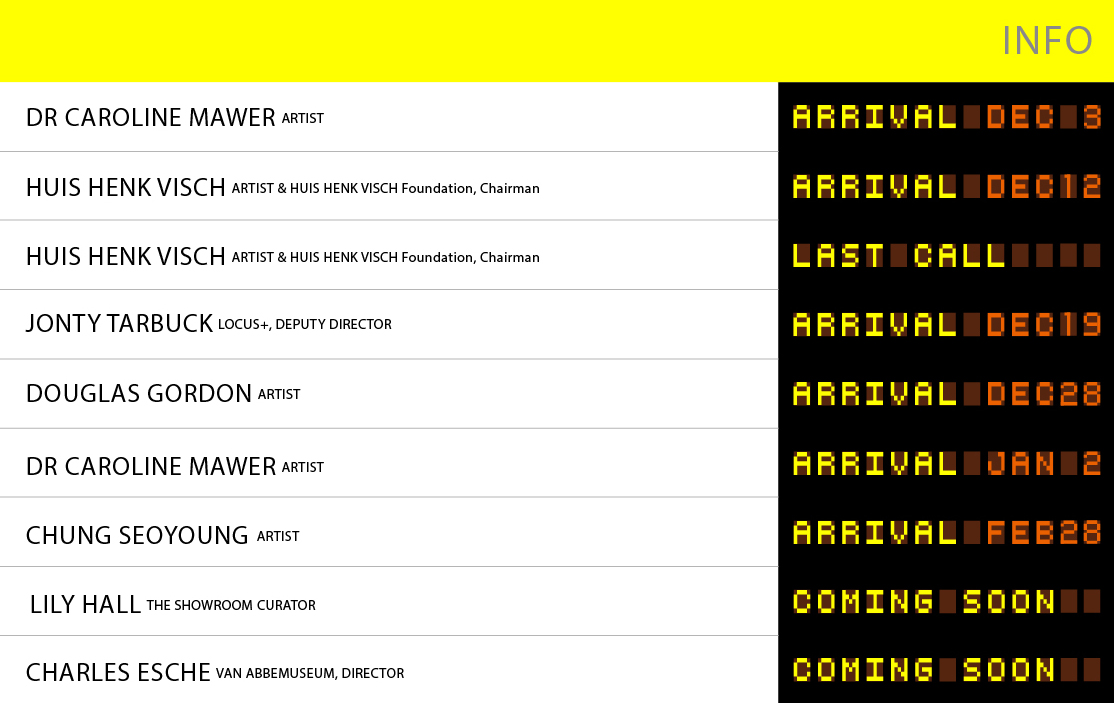 INFO
DR CAROLINE MAWER ARTIST ARRIVAL DEC 3
HUIS HENK VISCH ARTIST & HUIS HENK VISCH Foundation, Chairman ARRIVAL DEC12
HUIS HENK VISCH ARTIST & HUIS HENK VISCH Foundation, Chairman LAST CALL
JONTY TARBUCK LOCUS+, DEPUTY DIRECTOR ARRIVAL DEC19
DOUGLAS GORDON ARTIST ARRIVAL DEC28
DR CAROLINE MAWER ARTIST ARRIVAL JAN 2
CHUNG SEOYOUNG ARTIST ARRIVAL FEB28
LILY HALL THE SHOWROOM CURATOR COMING SOON
CHARLES ESCHE VAN ABBEMUSEUM, DIRECTOR COMING SOON